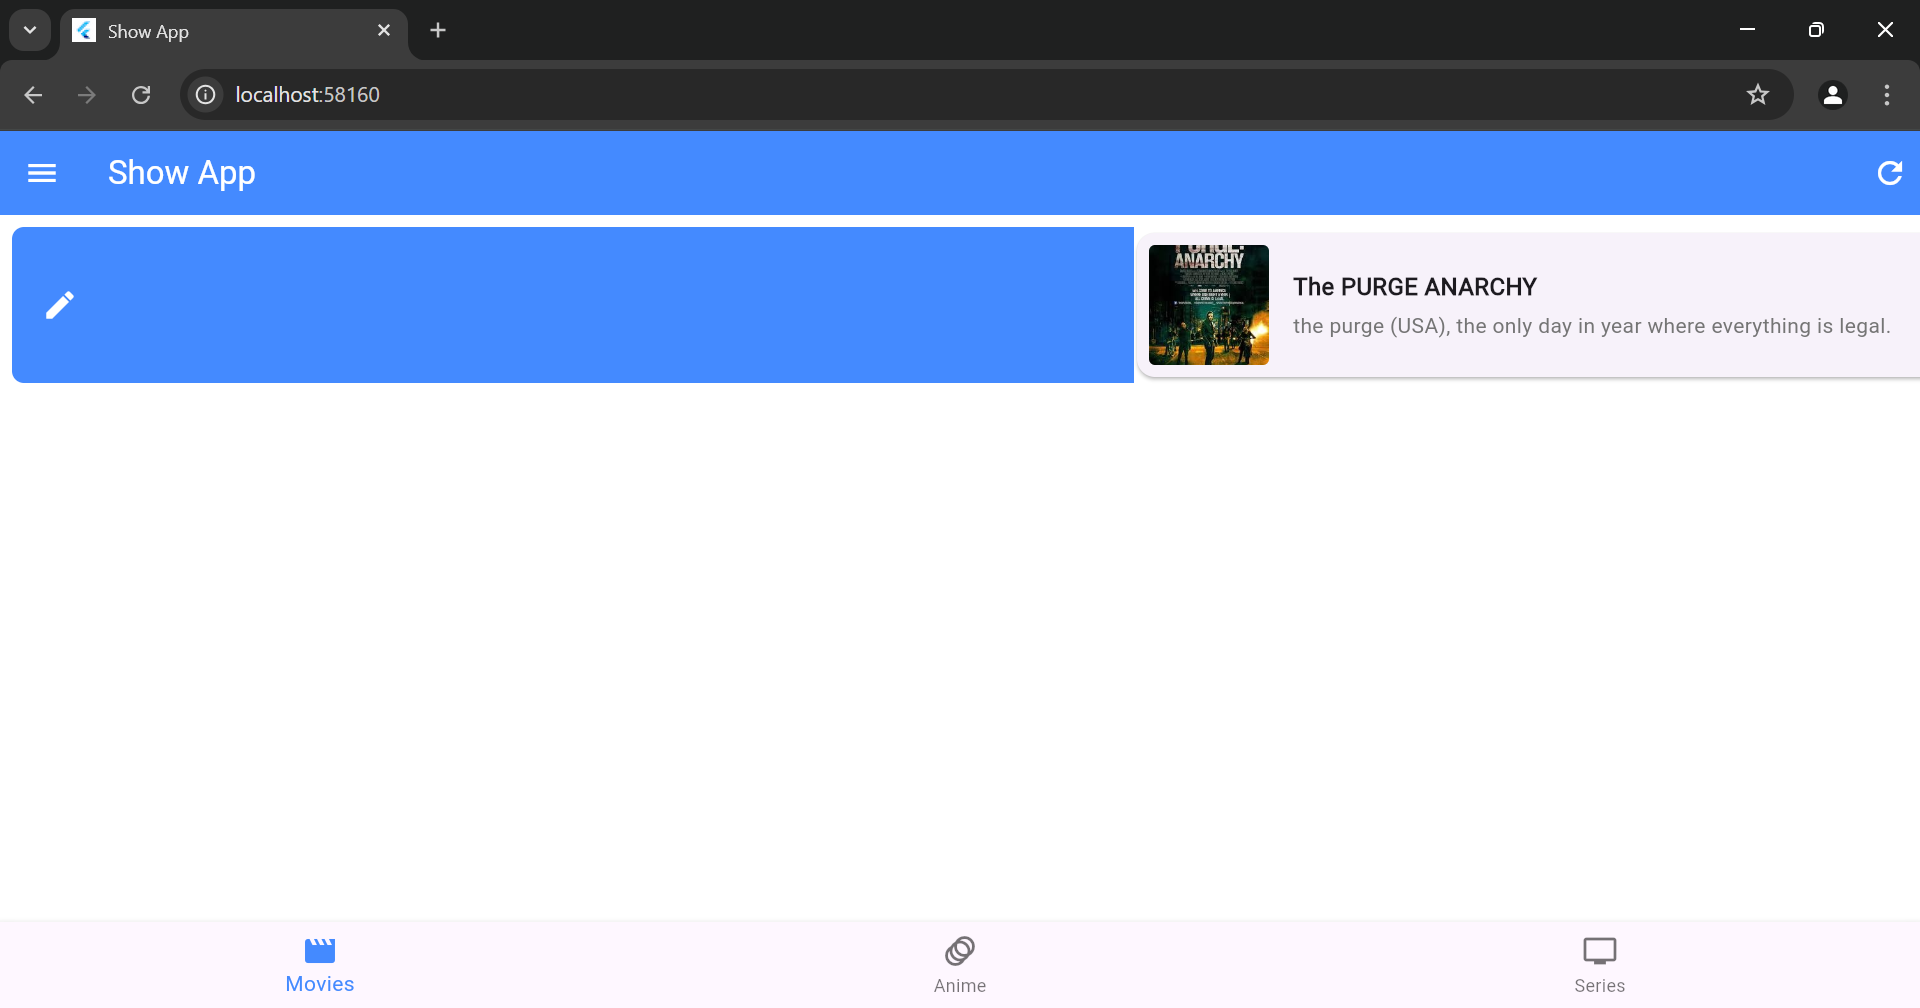 Show App
localhost:58160
Show App
ANARCHY
The PURGE ANARCHY
the purge (USA), the only day in year where everything is legal.
Movies
Anime
Series